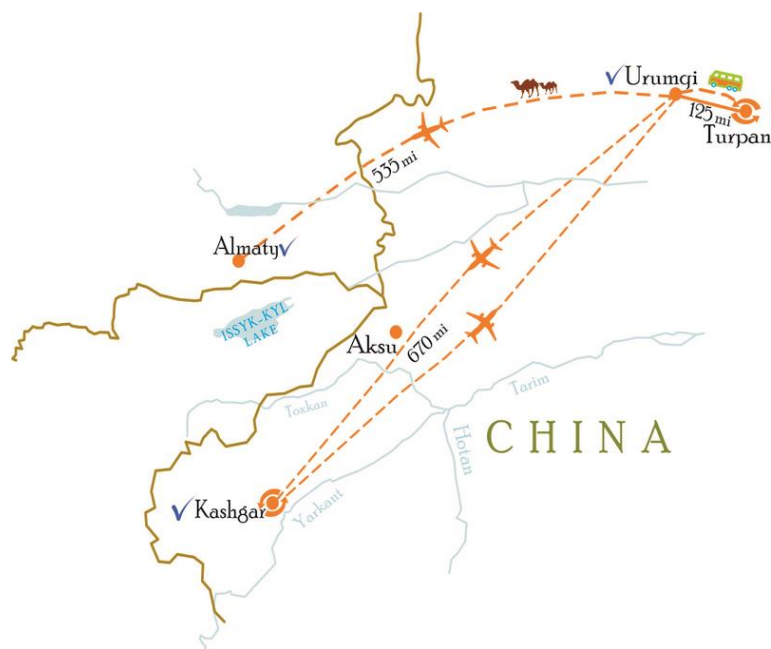 Urumqi
125 mi
Turpan
535 mi
Almaty
ISSYK-KYL
LAKE
Aksu
670 mi
Toxkan
Tarim
Hotan
CHINA
Kashgar
Yarkant